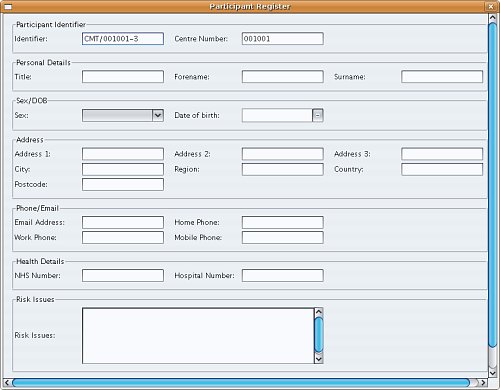 Participant Register
Participant Identifier
Identifier: CMT/001001-3 Centre Number: 001001
Personal Details
Title: Forename: Surname:
Sex/DOB
Sex: Date of birth:
Address
Address 1: Address 2: Address 3:
City: Region: Country:
Postcode:
Phone/Email
Email Address: Home Phone:
Work Phone: Mobile Phone:
Health Details
NHS Number: Hospital Number:
Risk Issues
Risk Issues: